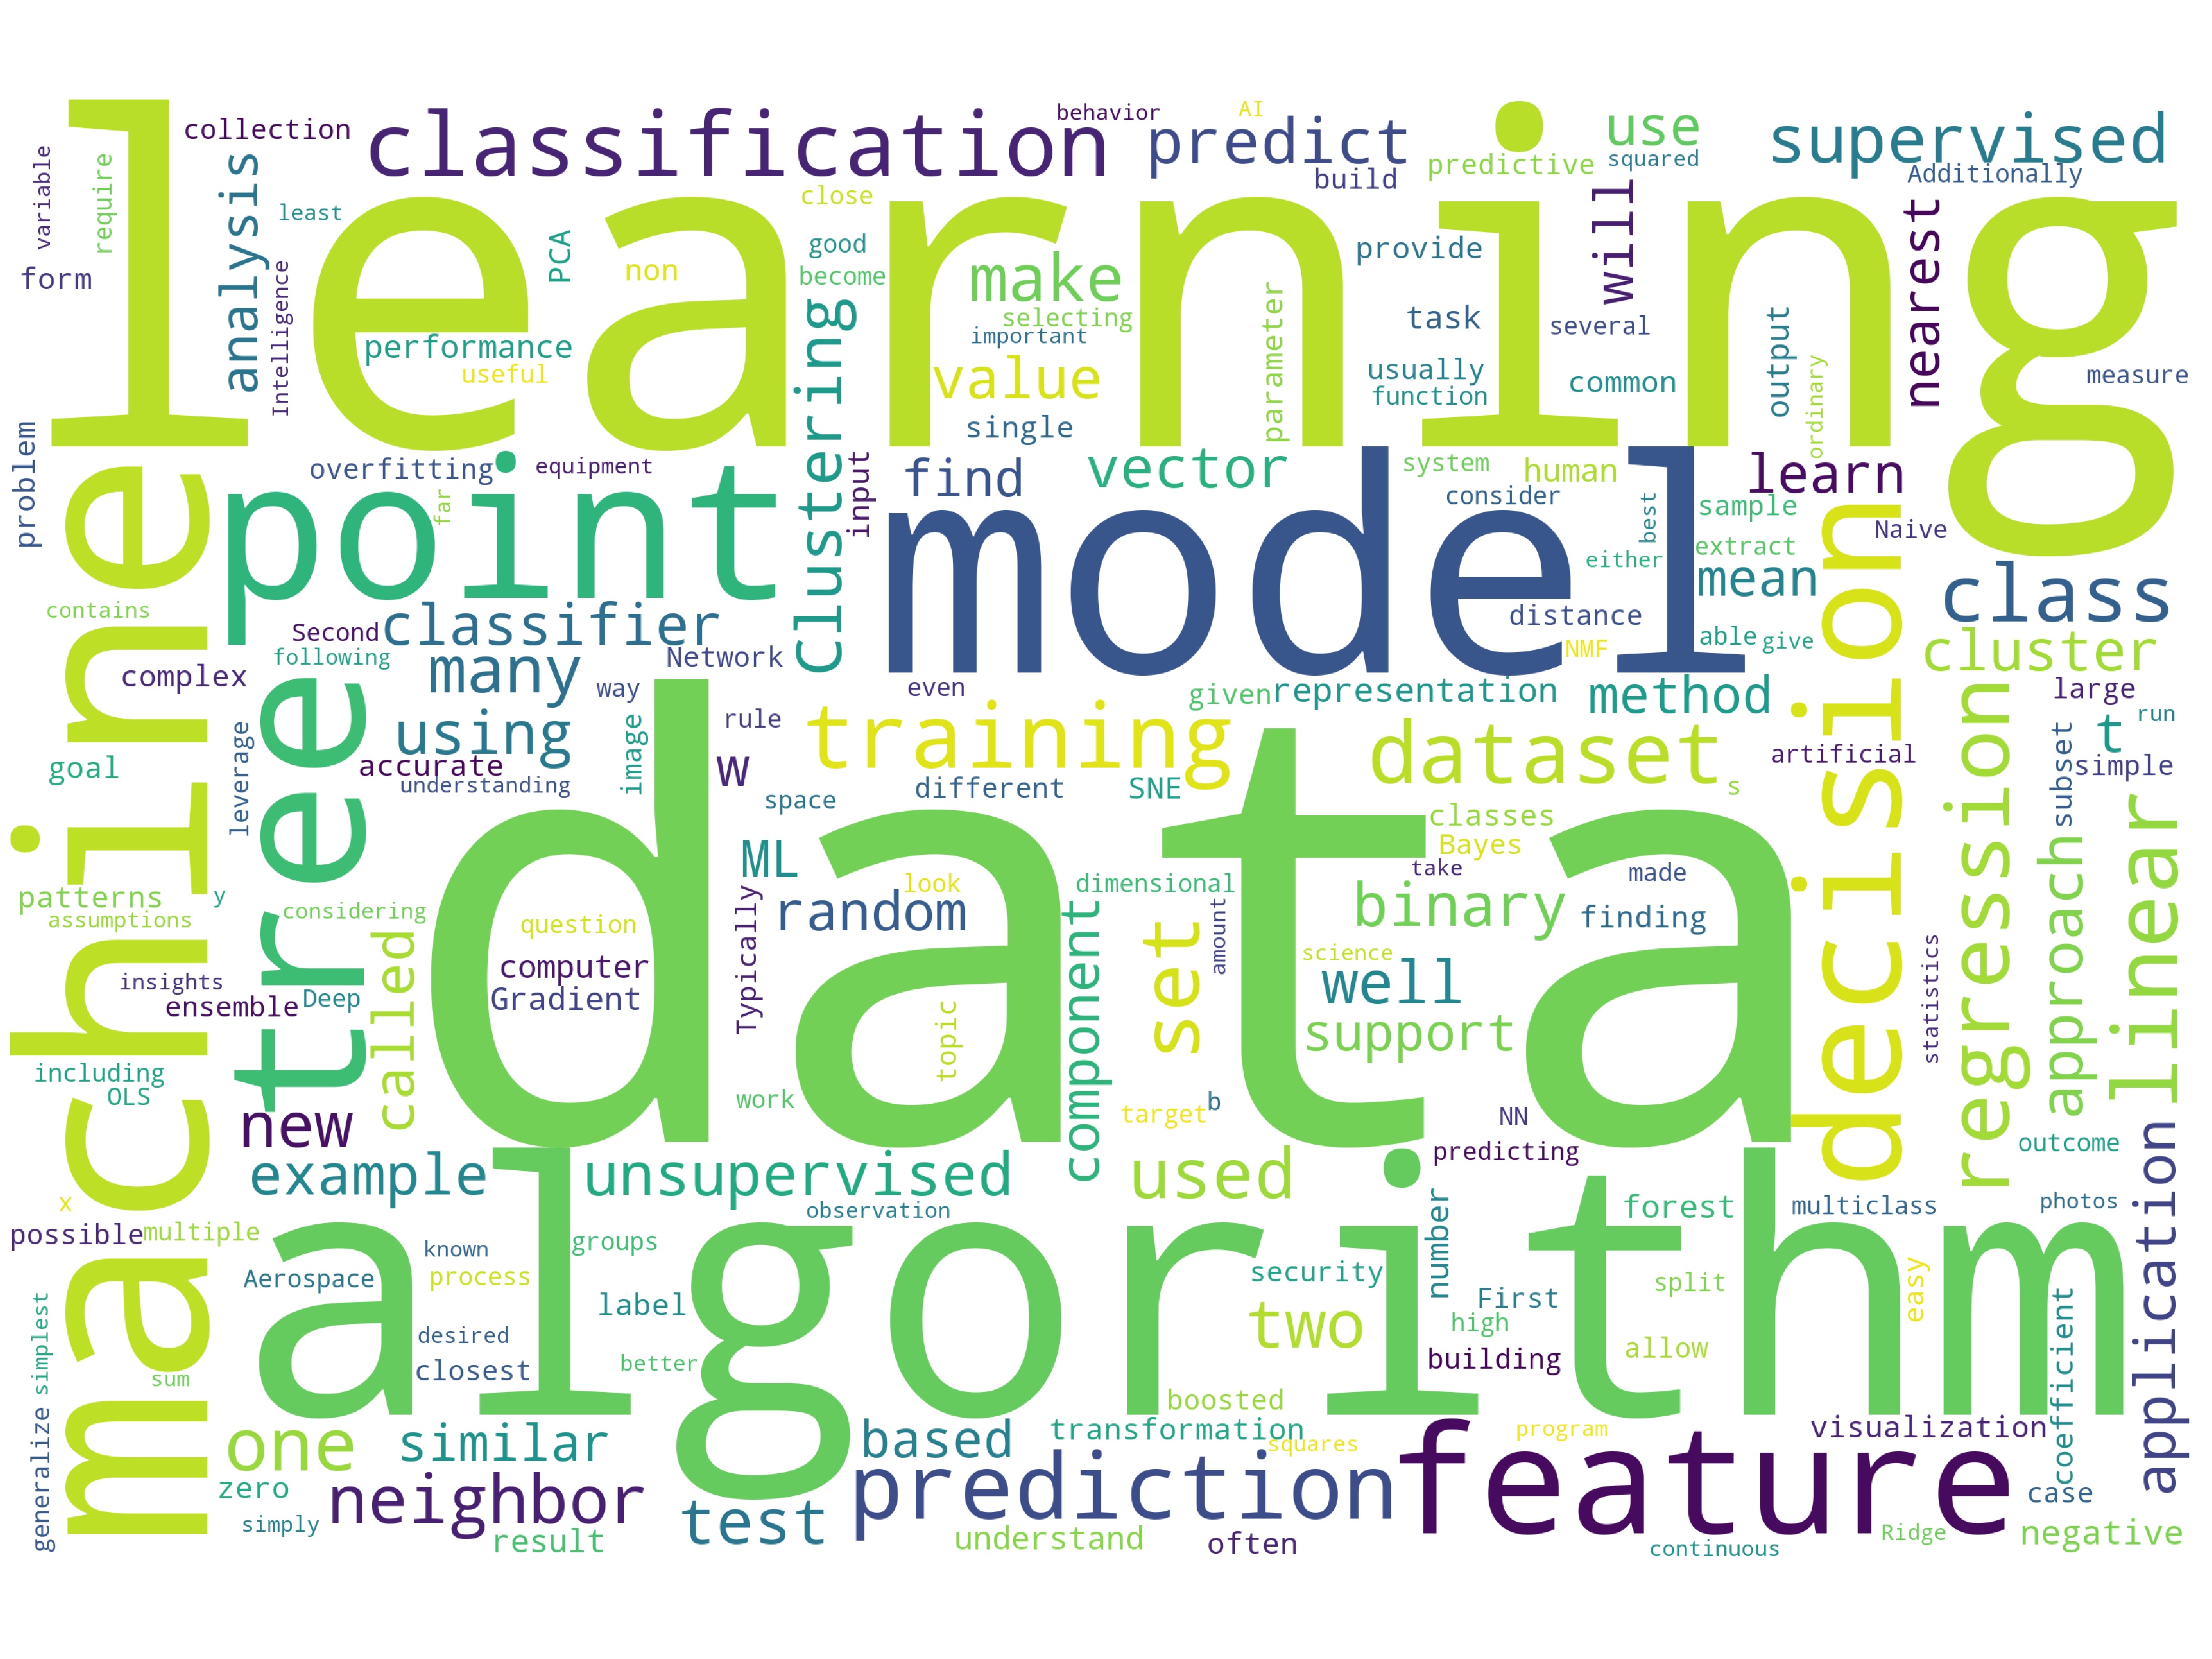 learning
collection
classification
behavior
AI
predict
use
supervised
variable
require
analysis
least
close
build
predictive
squared
Additionally
form
Intelligence
PCA
non
good
become
make
selecting
important
provide
will
nearest
performance
useful
clustering
value
parameter
task
several
output
ordinary
measure
usually
function
common
single
problem
machine
overfitting
equipment
point
far
input
find
vector
system
human
learn
model
consider
best
sample
Naive
extract
either
mean
decision
class
contains
Second
classifier
following
distance
NMF
able
give
cluster
complex
many
Network
way
even
given
representation
method
large
run
tree
using
image
rule
training
dataset
regression
t
goal
leverage
accurate
understanding
w
space
different
SNE
s
artificial
subset
simple
data
ML
classes
Bayes
linear
patterns
y
assumptions
considering
called
question
computer
Gradient
Typically
look
random
dimensional
component
set
amount
take
binary
made
finding
science
well
support
approach
statistics
insights
ensemble
Deep
topic
including
OLS
new
work
target
b
NN
predicting
outcome
application
example
unsupervised
used
x
possible
multiple
observation
number
forest
multiclass
photos
algorithm
Aerospace
known
process
groups
label
security
First
split
easy
coefficient
two
high
desired
closest
better
building
allow
simplest
generalize
sum
boosted
transformation
squares
program
visualization
one
similar
based
prediction
feature
zero
neighbor
simply
result
test
understand
often
continuous
Ridge
case
negative